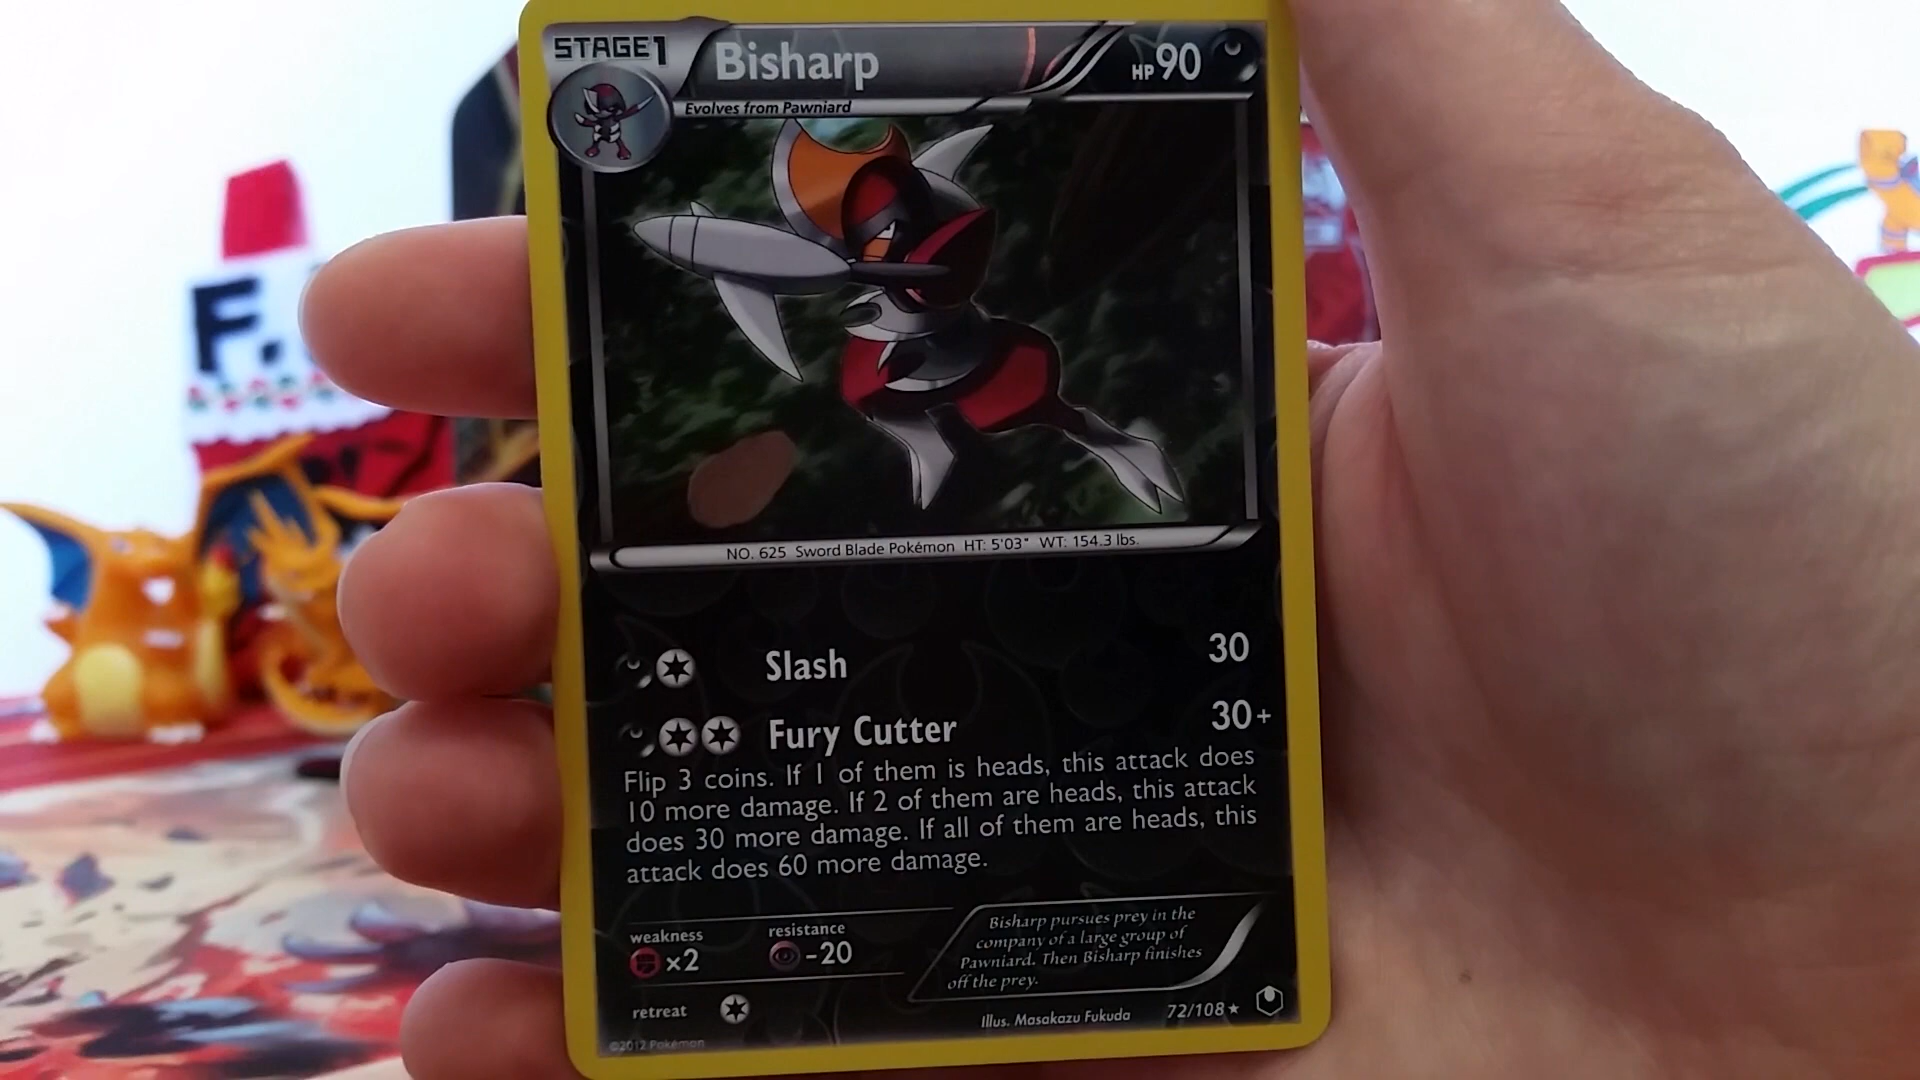 STAGE1
Bisharp
HP 90
Evolves from Pawniard
NO. 625 Sword Blade Pokémon HT: 5'03" WT: 154.3 lbs.
Slash 30
Fury Cutter 30+
Flip 3 coins. If 1 of them is heads, this attack does
10 more damage. If 2 of them are heads, this attack
does 30 more damage. If all of them are heads, this
attack does 60 more damage.
weakness
×2
resistance
-20
Bisharp pursues prey in the
company of a large group of
Pawniard. Then Bisharp finishes
off the prey.
retreat
Illus. Masakazu Fukuda
72/108 ★
©2012 Pokémon
F.